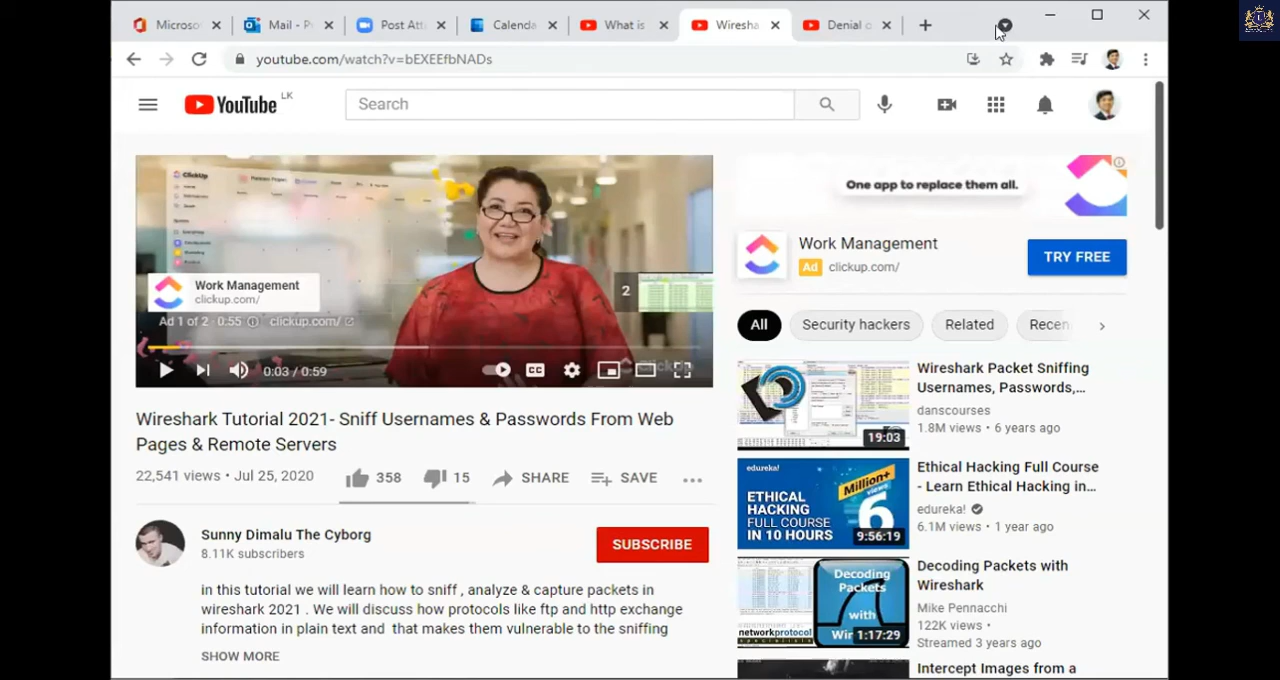 Microso
Mail - P
Post Att
Calenda
What is
Wiresha
Denial o
youtube.com/watch?v=bEXEEfbNADs
YouTube LK
Search
ClickUp
One app to replace them all.
Work Management
clickup.com/
2
Ad 1 of 2 · 0:55 clickup.com/
0:03 / 0:59
Work Management
Ad clickup.com/
TRY FREE
All
Security hackers
Related
Recen
Wireshark Tutorial 2021- Sniff Usernames & Passwords From Web
Pages & Remote Servers
22,541 views • Jul 25, 2020
358
15
SHARE
SAVE
Sunny Dimalu The Cyborg
8.11K subscribers
SUBSCRIBE
in this tutorial we will learn how to sniff , analyze & capture packets in
wireshark 2021 . We will discuss how protocols like ftp and http exchange
information in plain text and that makes them vulnerable to the sniffing
SHOW MORE
19:03
Wireshark Packet Sniffing
Usernames, Passwords,...
danscourses
1.8M views • 6 years ago
edureka!
ETHICAL
HACKING
FULL COURSE
IN 10 HOURS
Million+
6
views
9:56:19
Ethical Hacking Full Course
- Learn Ethical Hacking in...
edureka!
6.1M views • 1 year ago
Decoding
Packets
with
networkprotocol
1:17:29
Decoding Packets with
Wireshark
Mike Pennacchi
122K views •
Streamed 3 years ago
Intercept Images from a